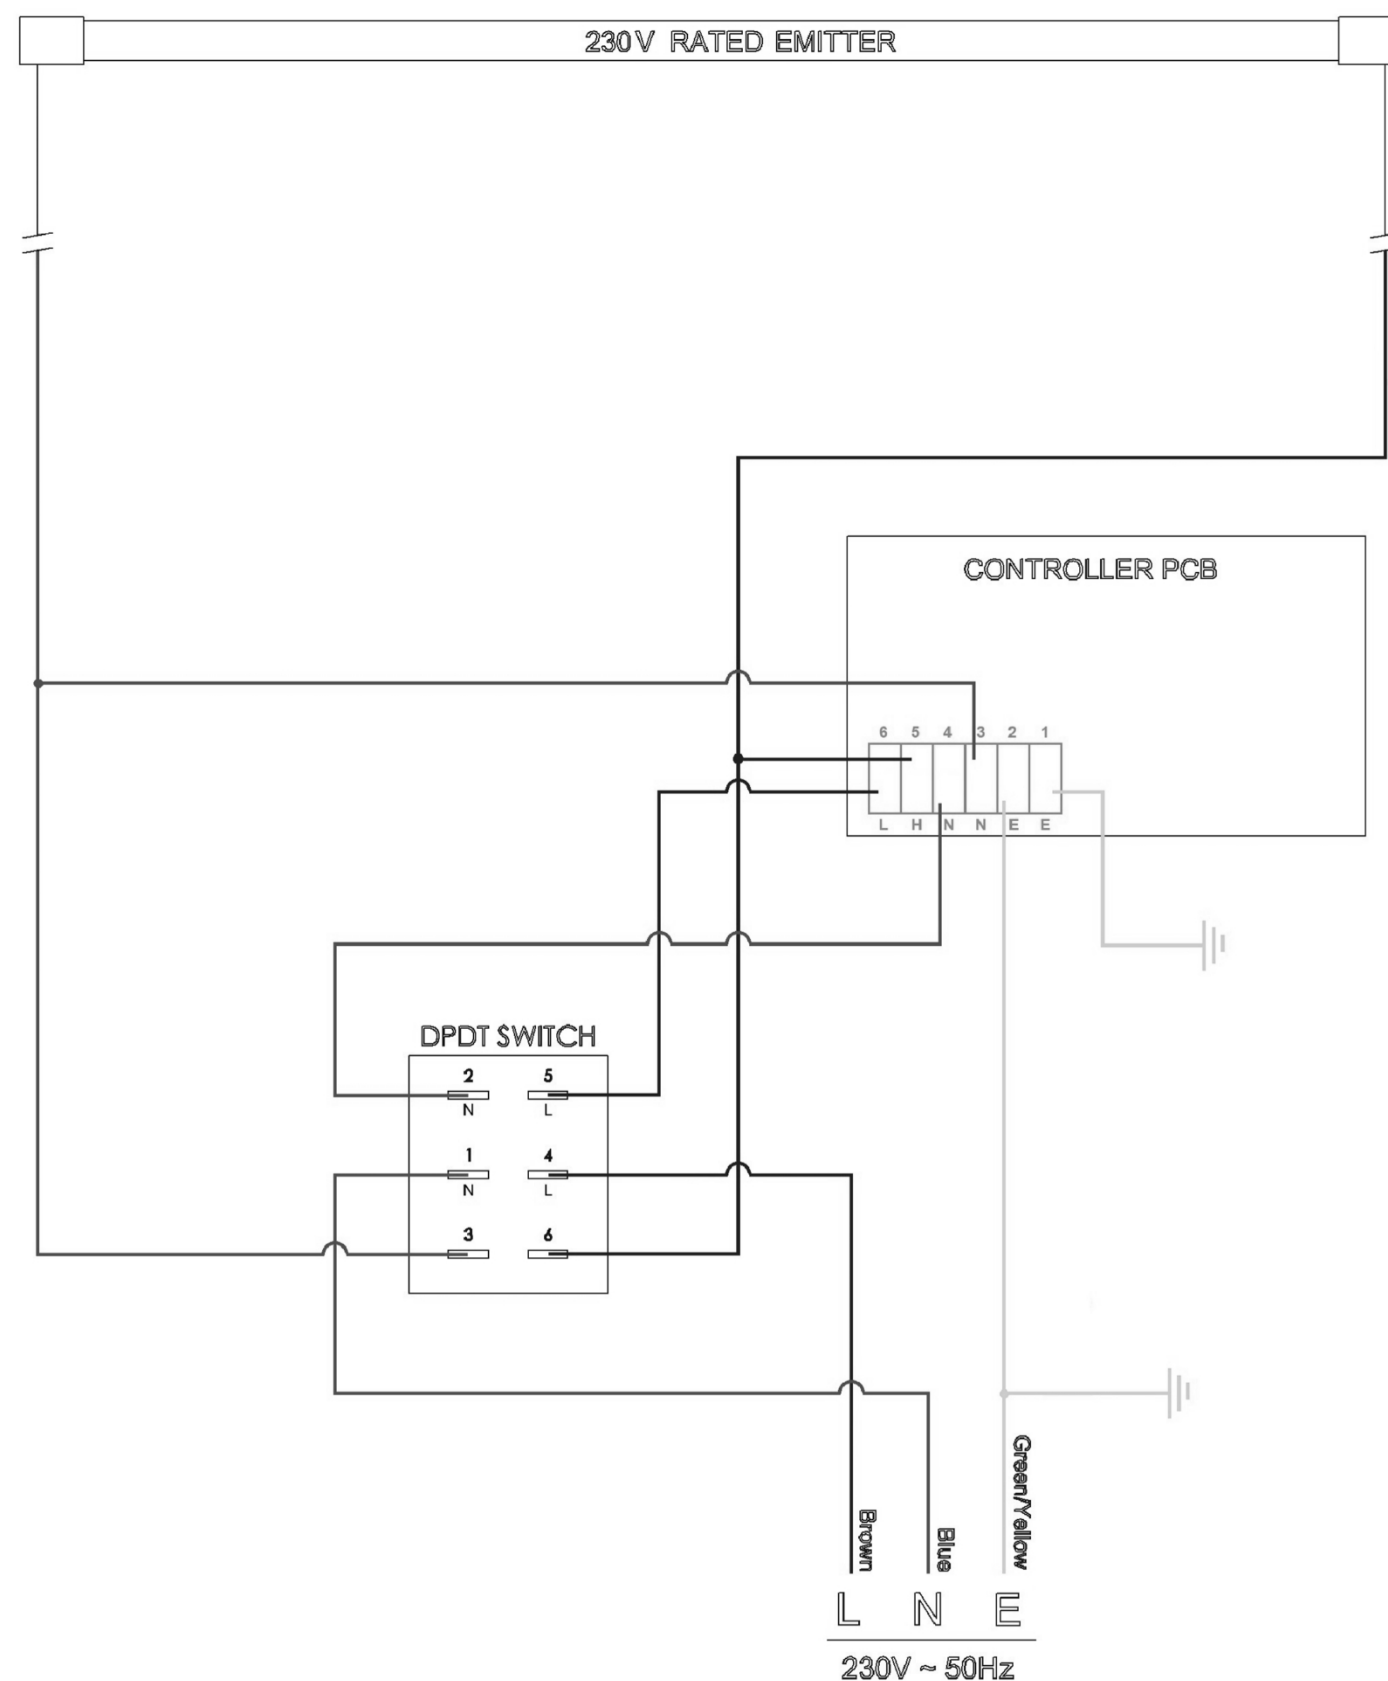 230V RATED EMITTER
CONTROLLER PCB
6 5 4 3 2 1
L H N N E E
DPDT SWITCH
2 5
N L
1 4
N L
3 6
Green/Yellow
Brown
Blue
L N E
230V ~ 50Hz